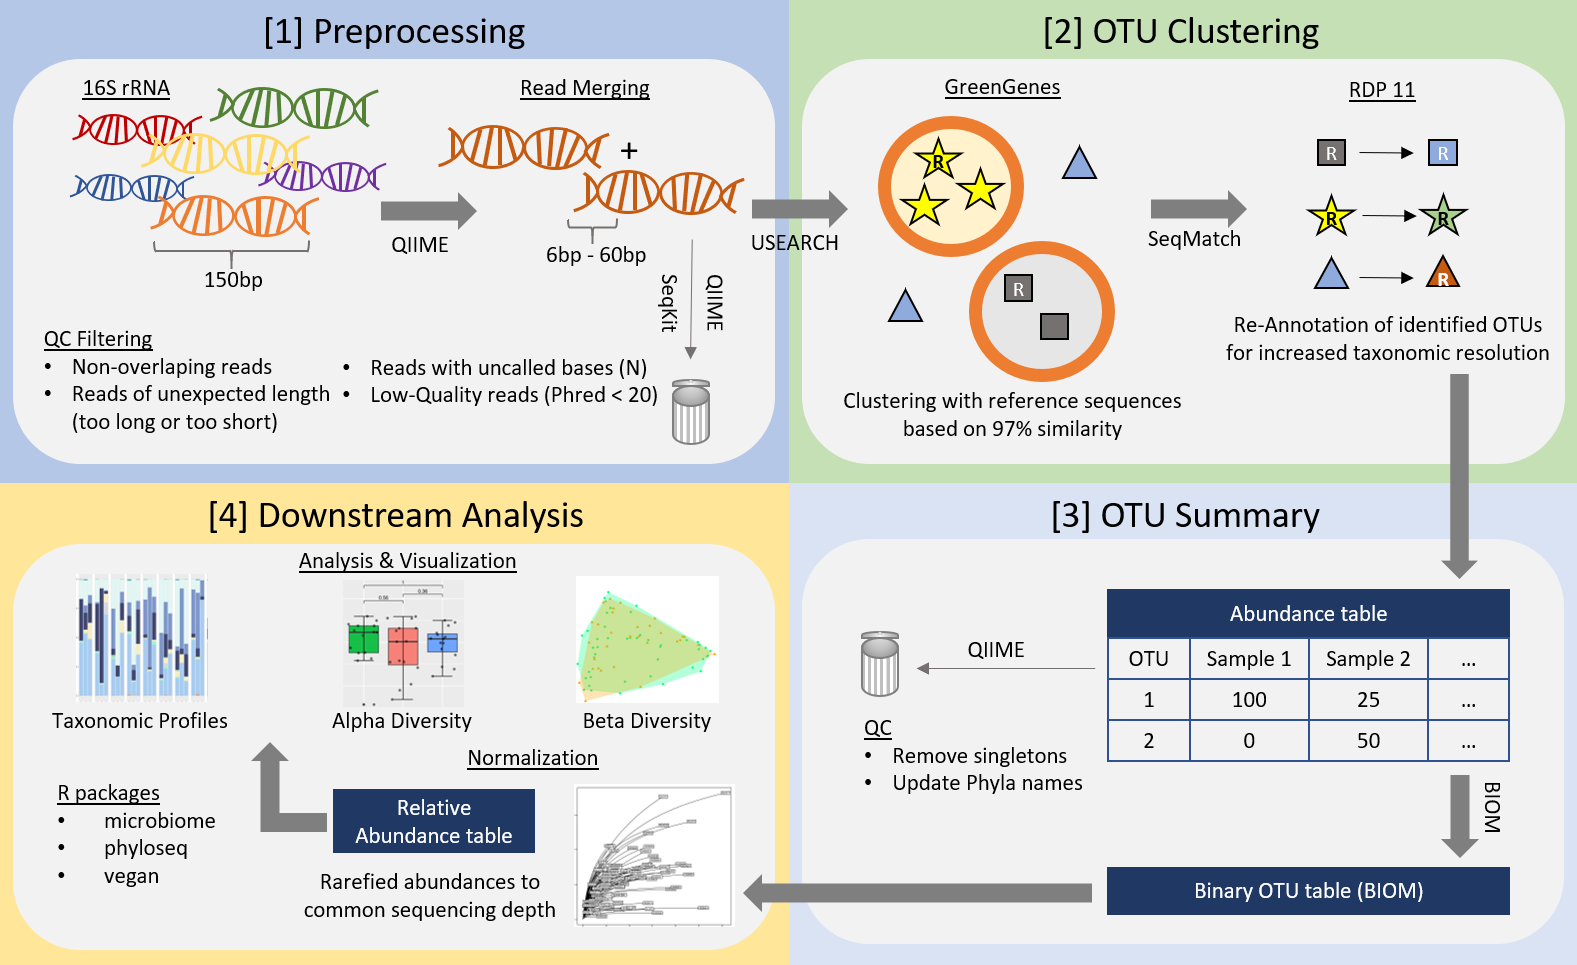 [1] Preprocessing
16S rRNA
Read Merging
+
QIIME
150bp
6bp - 60bp
QIIME
SeqKit
QC Filtering
• Non-overlaping reads
• Reads of unexpected length
(too long or too short)
• Reads with uncalled bases (N)
• Low-Quality reads (Phred < 20)
USEARCH
[2] OTU Clustering
GreenGenes
R
R
Clustering with reference sequences
based on 97% similarity
SeqMatch
RDP 11
R R
R R
R
Re-Annotation of identified OTUs
for increased taxonomic resolution
[3] OTU Summary
Abundance table
OTU Sample 1 Sample 2 ...
1 100 25 ...
2 0 50 ...
QIIME
QC
• Remove singletons
• Update Phyla names
BIOM
Binary OTU table (BIOM)
[4] Downstream Analysis
Analysis & Visualization
Taxonomic Profiles
Alpha Diversity
Beta Diversity
Normalization
Relative
Abundance table
Rarefied abundances to
common sequencing depth
R packages
• microbiome
• phyloseq
• vegan